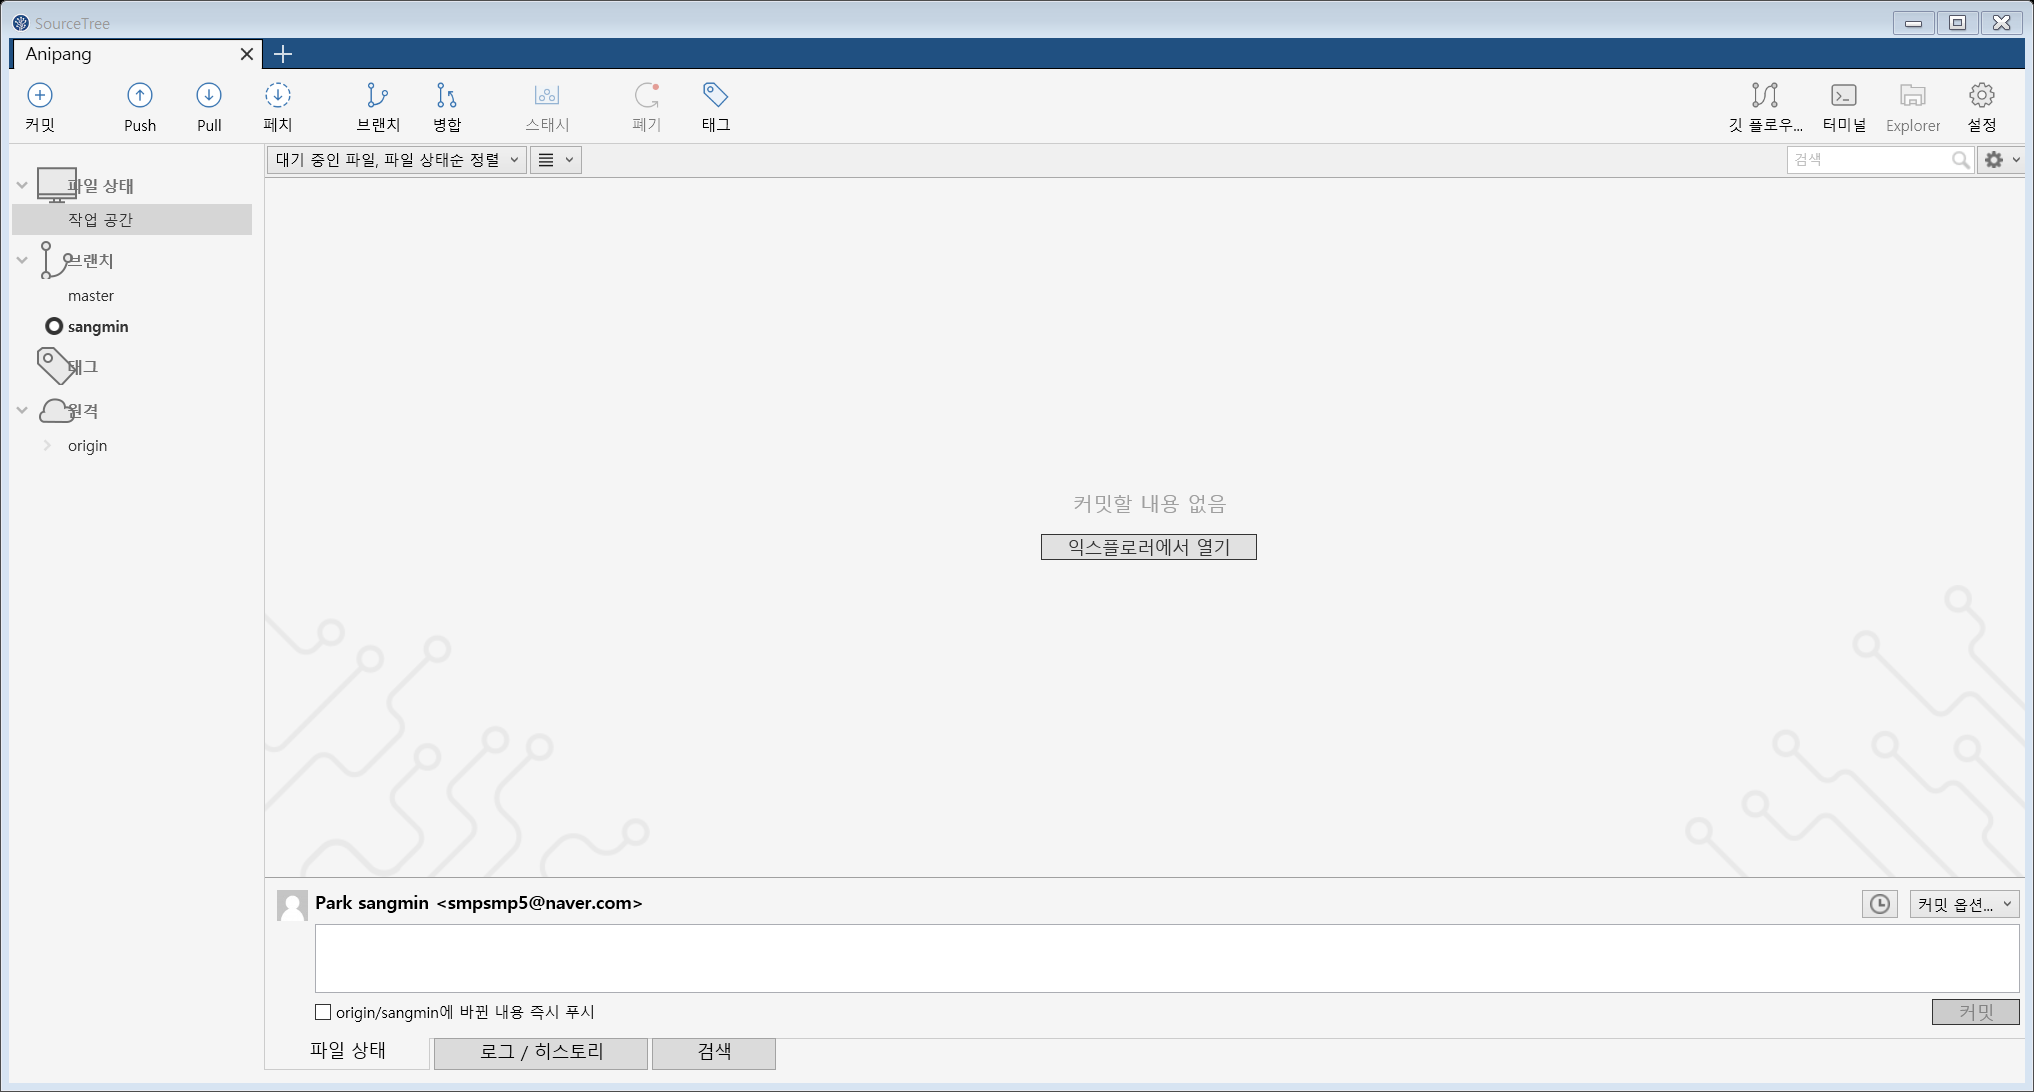 SourceTree
Anipang
커밋 Push Pull 페치 브랜치 병합 스태시 폐기 태그 깃 플로우... 터미널 Explorer 설정
대기 중인 파일, 파일 상태순 정렬 검색
파일 상태
작업 공간
브랜치
master
sangmin
태그
원격
origin
커밋할 내용 없음
익스플로러에서 열기
Park sangmin <smpsmp5@naver.com> 커밋 옵션...
origin/sangmin에 바뀐 내용 즉시 푸시 커밋
파일 상태 로그 / 히스토리 검색